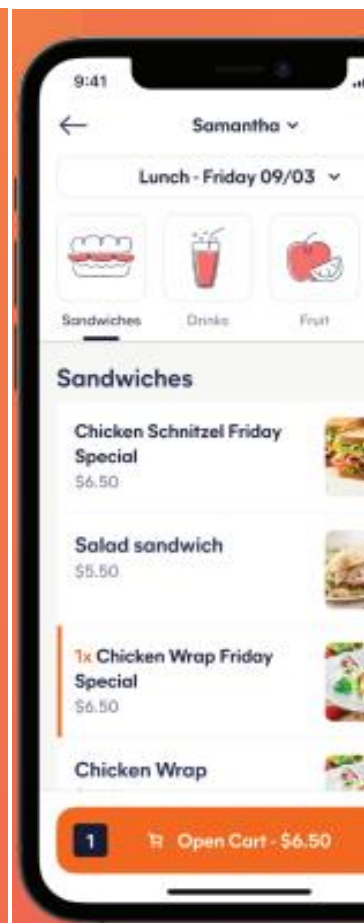 9:41
Samantha
Lunch - Friday 09/03
Sandwiches
Drinks
Fruit
Sandwiches
Chicken Schnitzel Friday
Special
$6.50
Salad sandwich
$5.50
1x Chicken Wrap Friday
Special
$6.50
Chicken Wrap
1
Open Cart - $6.50